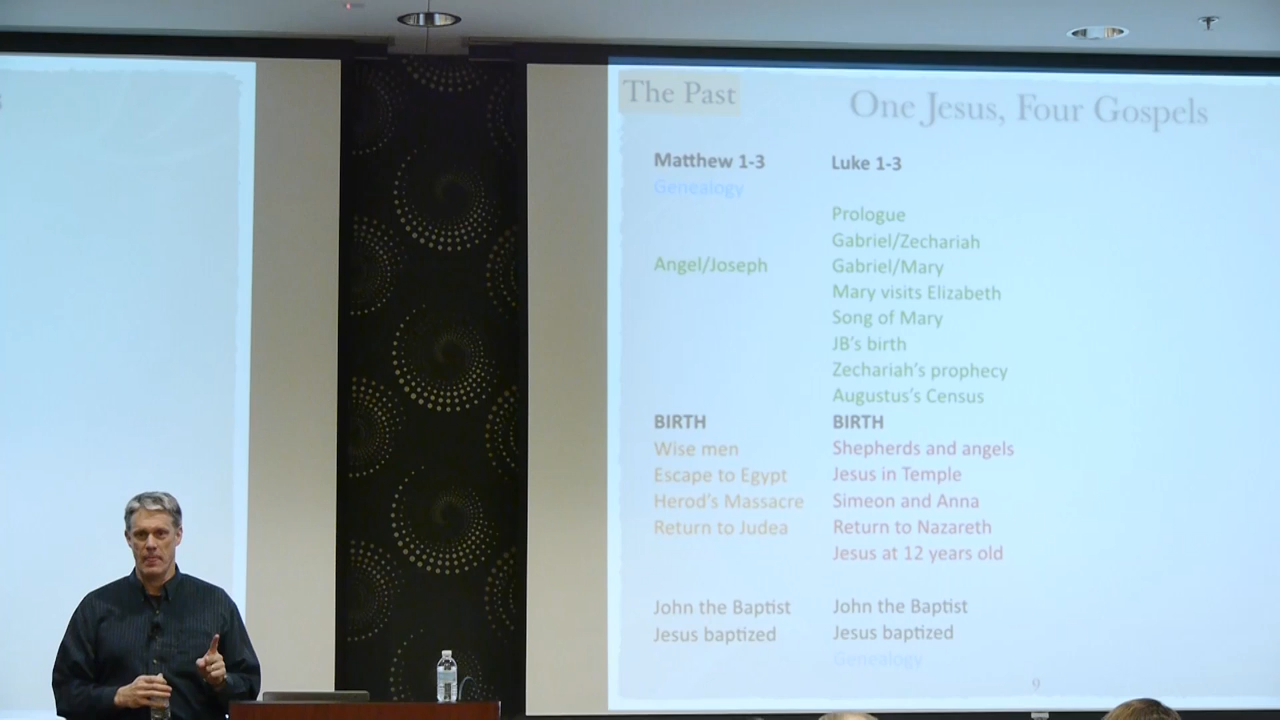 The Past
One Jesus, Four Gospels
Matthew 1-3 Luke 1-3
Genealogy
Prologue
Gabriel/Zechariah
Angel/Joseph Gabriel/Mary
Mary visits Elizabeth
Song of Mary
JB's birth
Zechariah's prophecy
Augustus's Census
BIRTH BIRTH
Wise men Shepherds and angels
Escape to Egypt Jesus in Temple
Herod's Massacre Simeon and Anna
Return to Judea Return to Nazareth
Jesus at 12 years old
John the Baptist John the Baptist
Jesus baptized Jesus baptized
Genealogy
9